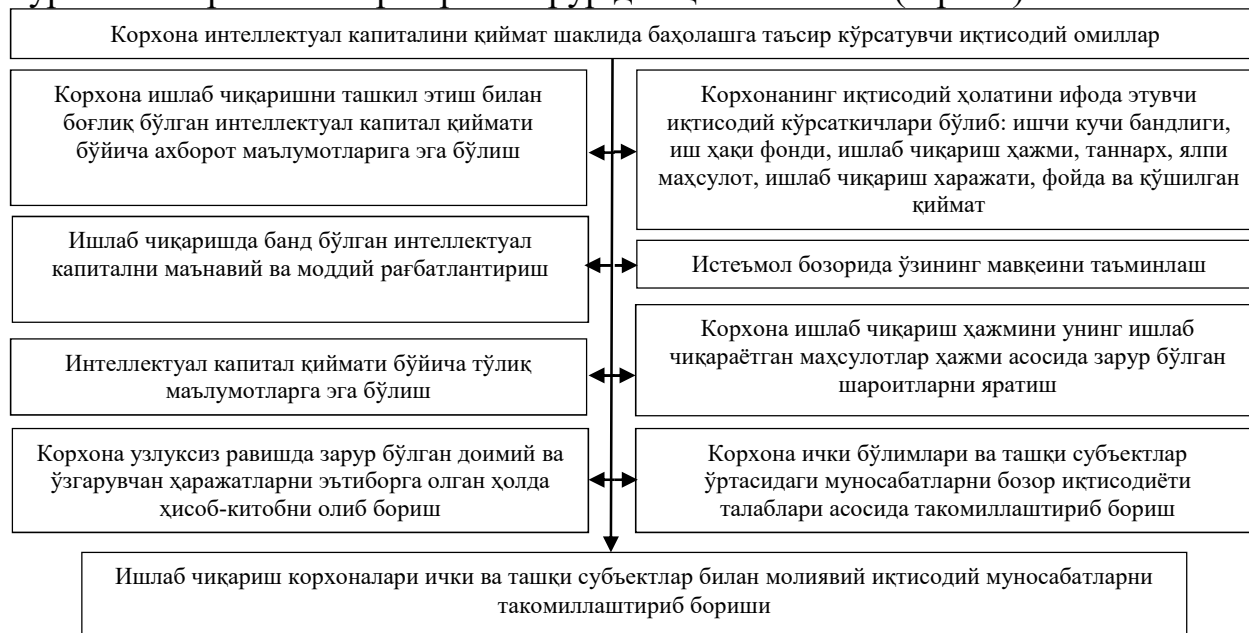 Корхона интеллектуал капиталини қиймат шаклида баҳолашга таъсир кўрсатувчи иқтисодий омиллар
Корхона ишлаб чиқаришни ташкил этиш билан
боғлиқ бўлган интеллектуал капитал қиймати
бўйича ахборот маълумотларига эга бўлиш
Корхонанинг иқтисодий ҳолатини ифода этувчи
иқтисодий кўрсаткичлари бўлиб: ишчи кучи бандлиги,
иш ҳақи фонди, ишлаб чиқариш ҳажми, таннарх, ялпи
маҳсулот, ишлаб чиқариш харажати, фойда ва қўшилган
қиймат
Ишлаб чиқаришда банд бўлган интеллектуал
капитални маънавий ва моддий рағбатлантириш
Истеъмол бозорида ўзининг мавқеини таъминлаш
Интеллектуал капитал қиймати бўйича тўлиқ
маълумотларга эга бўлиш
Корхона ишлаб чиқариш ҳажмини унинг ишлаб
чиқараётган маҳсулотлар ҳажми асосида зарур бўлган
шароитларни яратиш
Корхона узлуксиз равишда зарур бўлган доимий ва
ўзгарувчан ҳаражатларни эътиборга олган ҳолда
ҳисоб-китобни олиб бориш
Корхона ички бўлимлари ва ташқи субъектлар
ўртасидаги муносабатларни бозор иқтисодиёти
талаблари асосида такомиллаштириб бориш
Ишлаб чиқариш корхоналари ички ва ташқи субъектлар билан молиявий иқтисодий муносабатларни
такомиллаштириб бориши